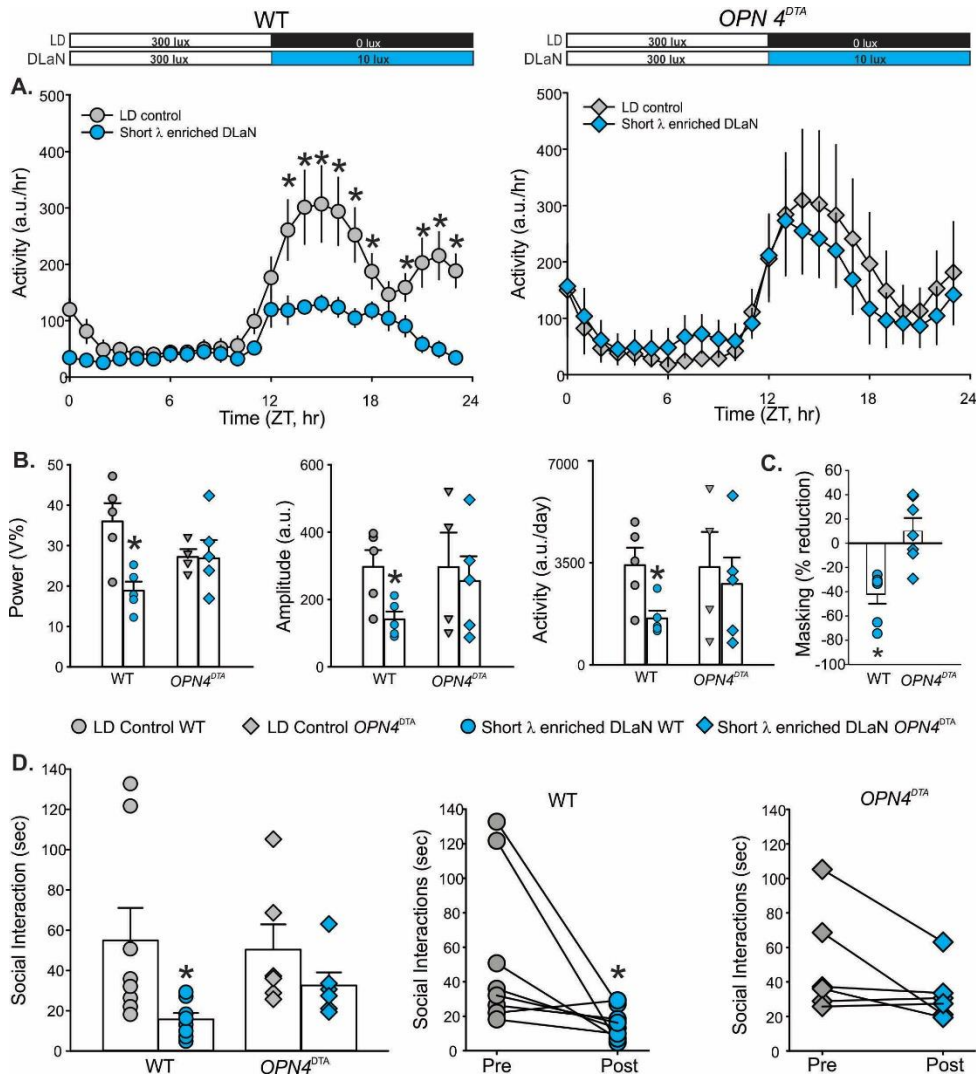 WT
OPN 4DTA
LD 300 lux 0 lux
DLaN 300 lux 10 lux
LD 300 lux 0 lux
DLaN 300 lux 10 lux
A.
500
400
300
200
100
0
Activity (a.u./hr)
LD control
Short λ enriched DLaN
* * * * * * * * * *
0 6 12 18 24
Time (ZT, hr)
500
400
300
200
100
0
Activity (a.u./hr)
LD control
Short λ enriched DLaN
0 6 12 18 24
Time (ZT, hr)
B.
50
40
30
20
10
0
Power (V%)
*
WT OPN4DTA
600
400
200
0
Amplitude (a.u.)
*
WT OPN4DTA
7000
3500
0
Activity (a.u./day)
*
WT OPN4DTA
C.
60
40
20
0
-20
-40
-60
-80
-100
Masking (% reduction)
*
WT OPN4DTA
LD Control WT LD Control OPN4DTA Short λ enriched DLaN WT Short λ enriched DLaN OPN4DTA
D.
140
120
100
80
60
40
20
0
Social Interaction (sec)
*
WT OPN4DTA
WT
140
120
100
80
60
40
20
0
Social Interactions (sec)
*
Pre Post
OPN4DTA
140
120
100
80
60
40
20
0
Social Interactions (sec)
Pre Post